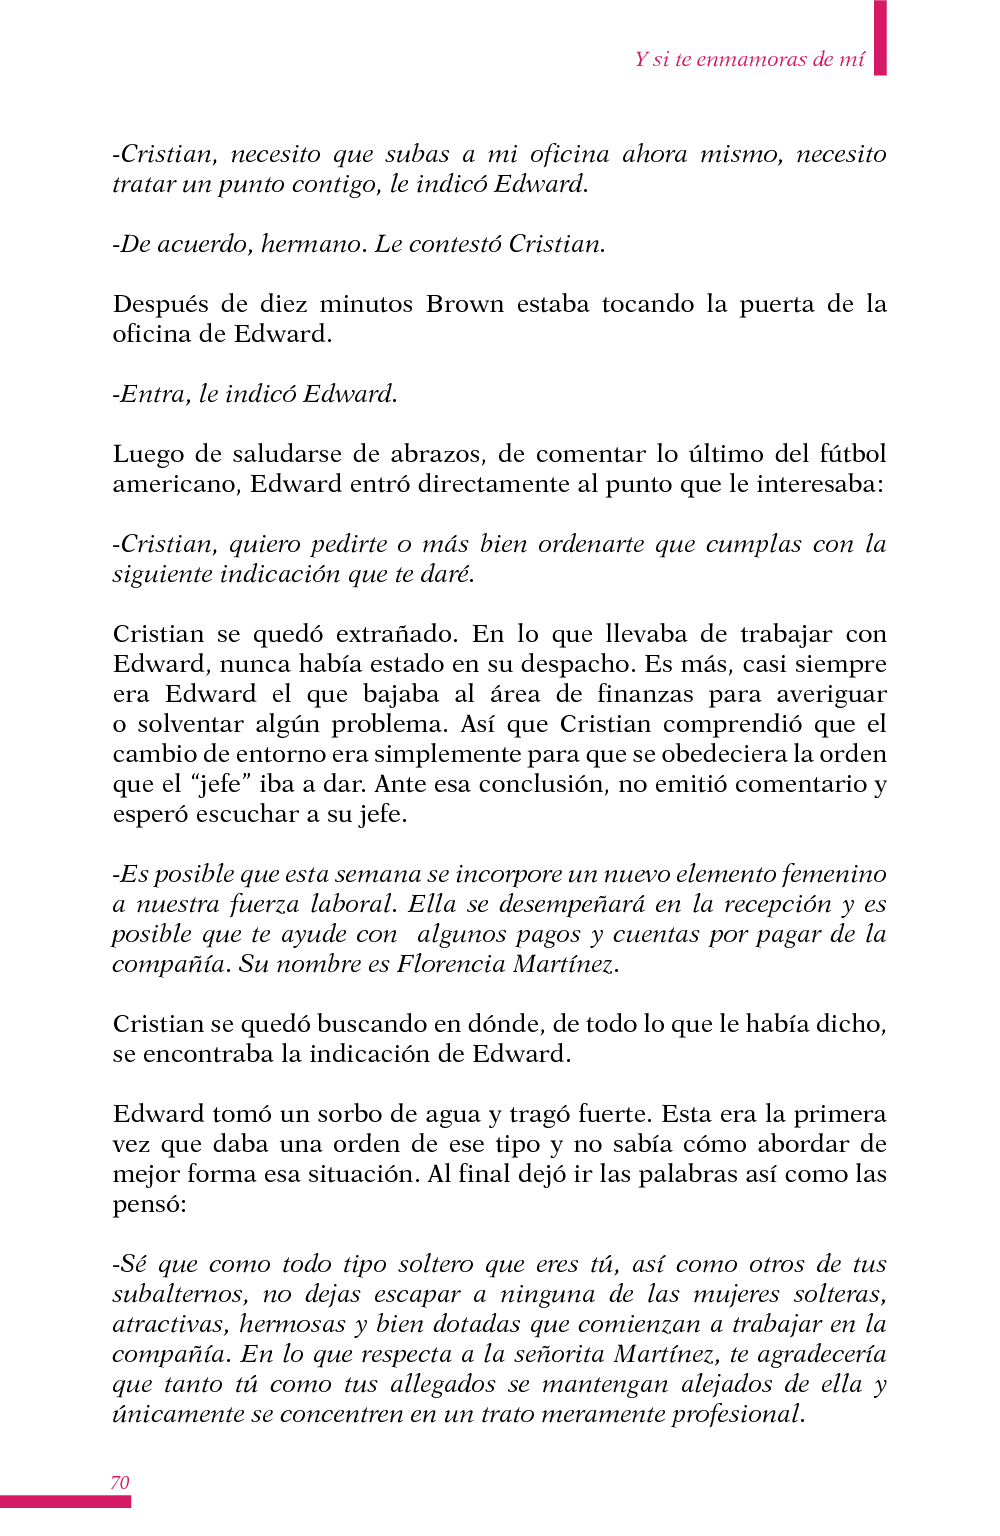 Y si te enmamoras de mí
-Cristian, necesito que subas a mi oficina ahora mismo, necesito
tratar un punto contigo, le indicó Edward.
-De acuerdo, hermano. Le contestó Cristian.
Después de diez minutos Brown estaba tocando la puerta de la
oficina de Edward.
-Entra, le indicó Edward.
Luego de saludarse de abrazos, de comentar lo último del fútbol
americano, Edward entró directamente al punto que le interesaba:
-Cristian, quiero pedirte o más bien ordenarte que cumplas con la
siguiente indicación que te daré.
Cristian se quedó extrañado. En lo que llevaba de trabajar con
Edward, nunca había estado en su despacho. Es más, casi siempre
era Edward el que bajaba al área de finanzas para averiguar
o solventar algún problema. Así que Cristian comprendió que el
cambio de entorno era simplemente para que se obedeciera la orden
que el “jefe” iba a dar. Ante esa conclusión, no emitió comentario y
esperó escuchar a su jefe.
-Es posible que esta semana se incorpore un nuevo elemento femenino
a nuestra fuerza laboral. Ella se desempeñará en la recepción y es
posible que te ayude con  algunos pagos y cuentas por pagar de la
compañía. Su nombre es Florencia Martínez.
Cristian se quedó buscando en dónde, de todo lo que le había dicho,
se encontraba la indicación de Edward.
Edward tomó un sorbo de agua y tragó fuerte. Esta era la primera
vez que daba una orden de ese tipo y no sabía cómo abordar de
mejor forma esa situación. Al final dejó ir las palabras así como las
pensó:
-Sé que como todo tipo soltero que eres tú, así como otros de tus
subalternos, no dejas escapar a ninguna de las mujeres solteras,
atractivas, hermosas y bien dotadas que comienzan a trabajar en la
compañía. En lo que respecta a la señorita Martínez, te agradecería
que tanto tú como tus allegados se mantengan alejados de ella y
únicamente se concentren en un trato meramente profesional.
70